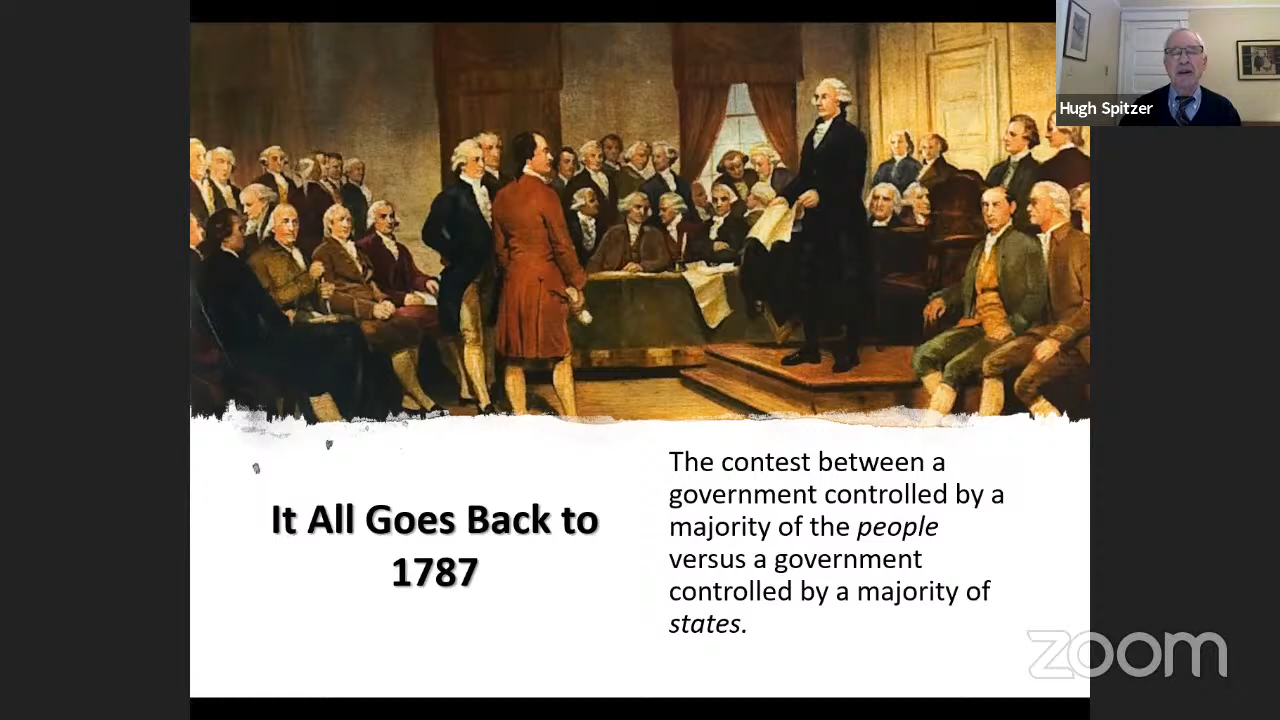 Hugh Spitzer
It All Goes Back to
1787
The contest between a
government controlled by a
majority of the people
versus a government
controlled by a majority of
states.
zoom